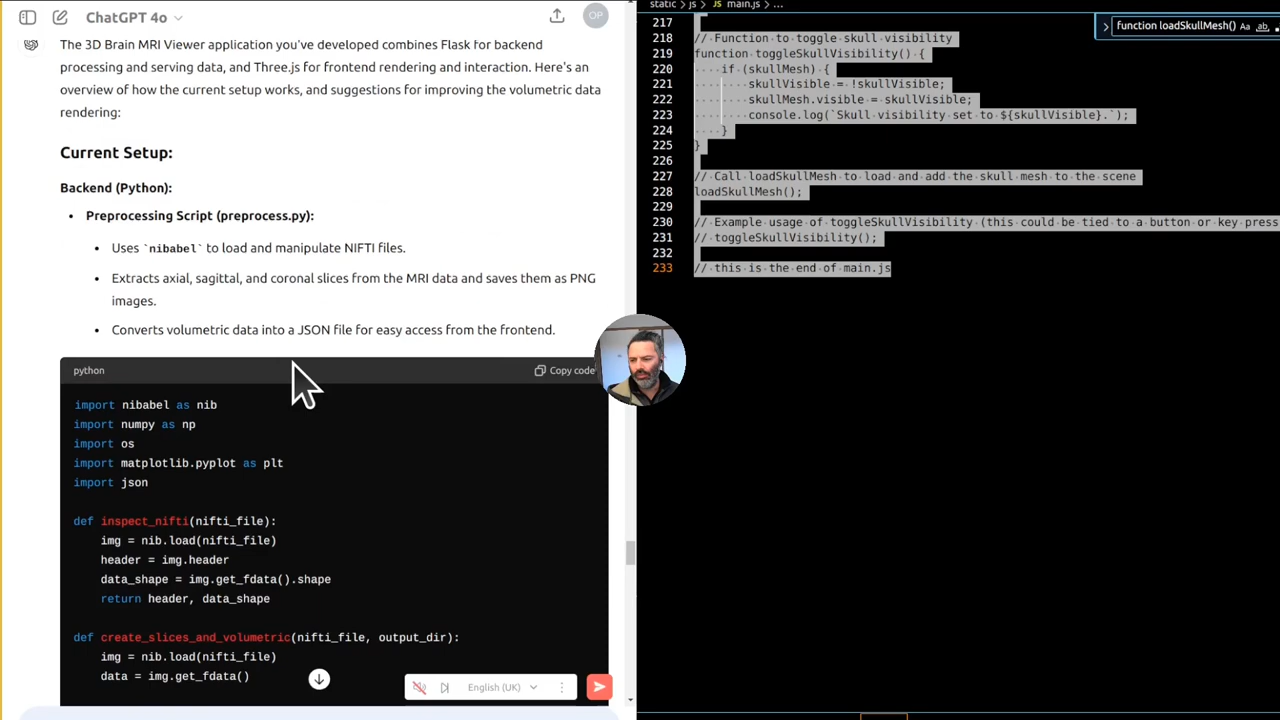 ChatGPT 4o
OP
The 3D Brain MRI Viewer application you've developed combines Flask for backend
processing and serving data, and Three.js for frontend rendering and interaction. Here's an
overview of how the current setup works, and suggestions for improving the volumetric data
rendering:
Current Setup:
Backend (Python):
• Preprocessing Script (preprocess.py):
• Uses `nibabel` to load and manipulate NIFTI files.
• Extracts axial, sagittal, and coronal slices from the MRI data and saves them as PNG
images.
• Converts volumetric data into a JSON file for easy access from the frontend.
python
Copy code
import nibabel as nib
import numpy as np
import os
import matplotlib.pyplot as plt
import json
def inspect_nifti(nifti_file):
img = nib.load(nifti_file)
header = img.header
data_shape = img.get_fdata().shape
return header, data_shape
def create_slices_and_volumetric(nifti_file, output_dir):
img = nib.load(nifti_file)
data = img.get_fdata()
English (UK)
static > js > main.js > ...
function loadSkullMesh() Aa ab
217
218 // Function to toggle skull visibility
219 function toggleSkullVisibility() {
220 if (skullMesh) {
221 skullVisible = !skullVisible;
222 skullMesh.visible = skullVisible;
223 console.log(`Skull visibility set to ${skullVisible}.`);
224 }
225 }
226
227 // Call loadSkullMesh to load and add the skull mesh to the scene
228 loadSkullMesh();
229
230 // Example usage of toggleSkullVisibility (this could be tied to a button or key press
231 // toggleSkullVisibility();
232
233 // this is the end of main.js